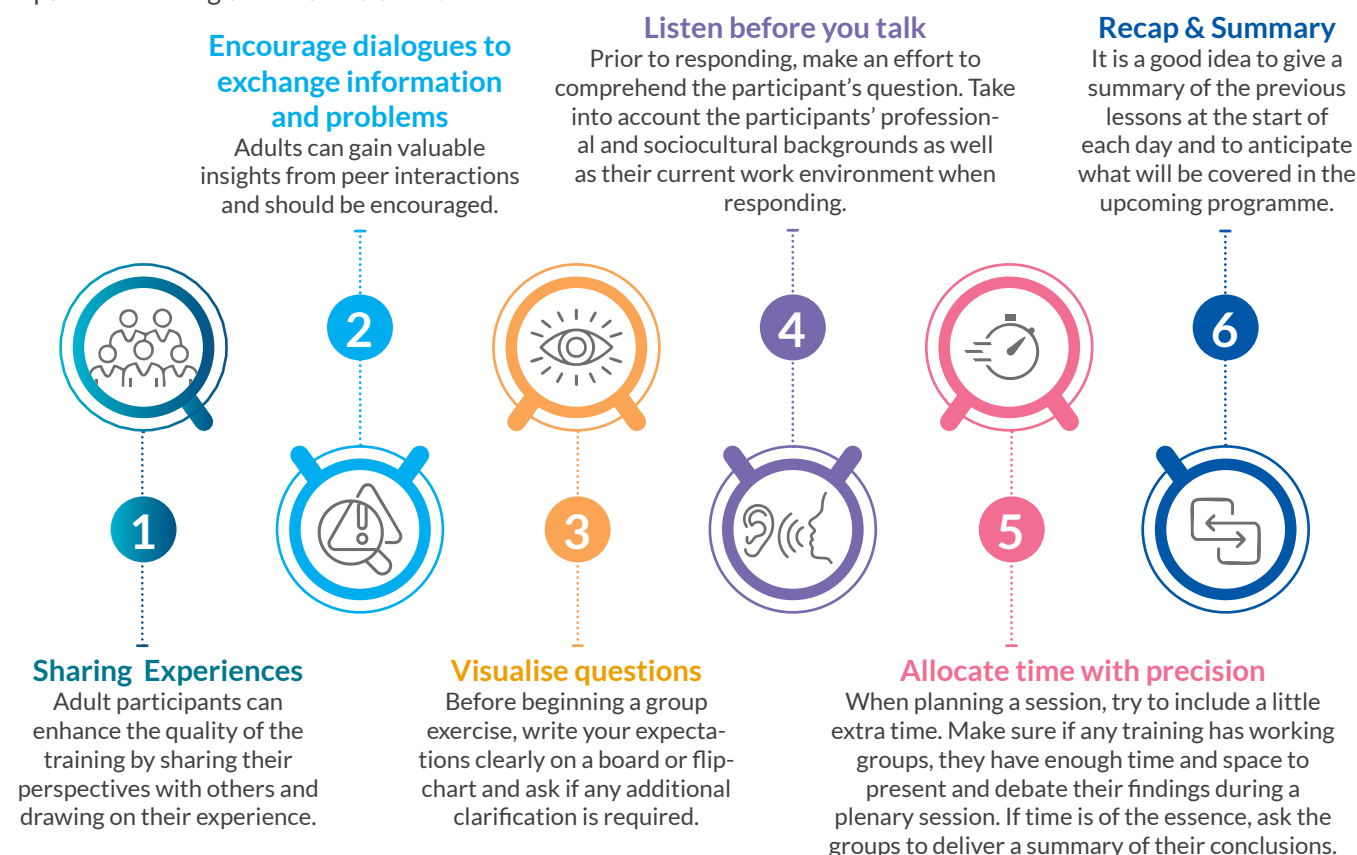 Sharing Experiences
Adult participants can
enhance the quality of the
training by sharing their
perspectives with others and
drawing on their experience.
1
Encourage dialogues to
exchange information
and problems
Adults can gain valuable
insights from peer interactions
and should be encouraged.
2
Visualise questions
Before beginning a group
exercise, write your expecta-
tions clearly on a board or flip-
chart and ask if any additional
clarification is required.
3
Listen before you talk
Prior to responding, make an effort to
comprehend the participant's question. Take
into account the participants' profession-
al and sociocultural backgrounds as well
as their current work environment when
responding.
4
Allocate time with precision
When planning a session, try to include a little
extra time. Make sure if any training has working
groups, they have enough time and space to
present and debate their findings during a
plenary session. If time is of the essence, ask the
groups to deliver a summary of their conclusions.
5
Recap & Summary
It is a good idea to give a
summary of the previous
lessons at the start of
each day and to anticipate
what will be covered in the
upcoming programme.
6